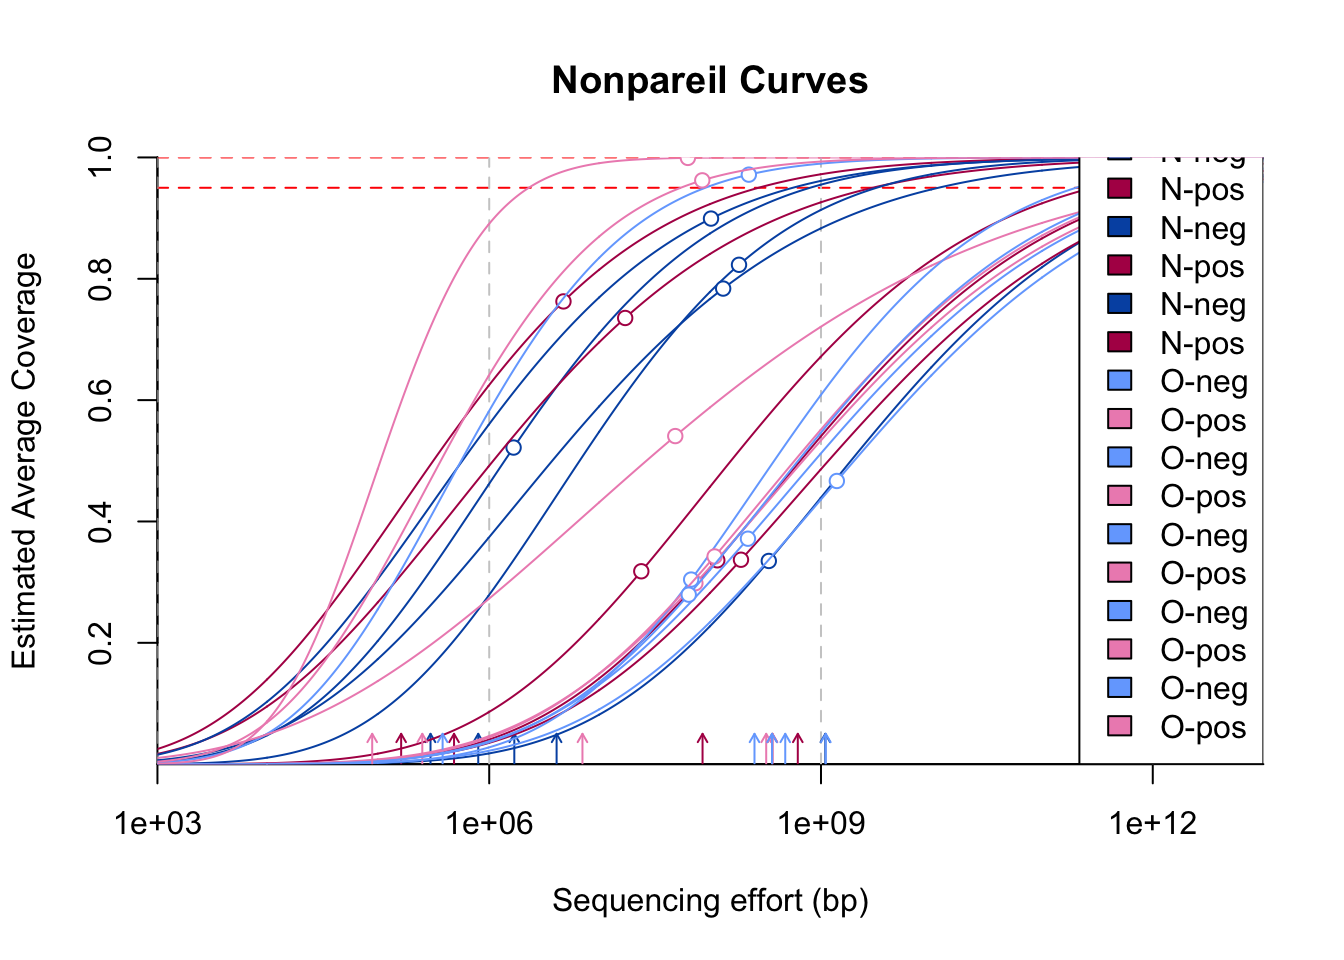 Nonpareil Curves
Estimated Average Coverage
1.0
0.8
0.6
0.4
0.2
1e+03
1e+06
1e+09
1e+12
Sequencing effort (bp)
N-neg
N-pos
N-neg
N-pos
N-neg
N-pos
O-neg
O-pos
O-neg
O-pos
O-neg
O-pos
O-neg
O-pos
O-neg
O-pos